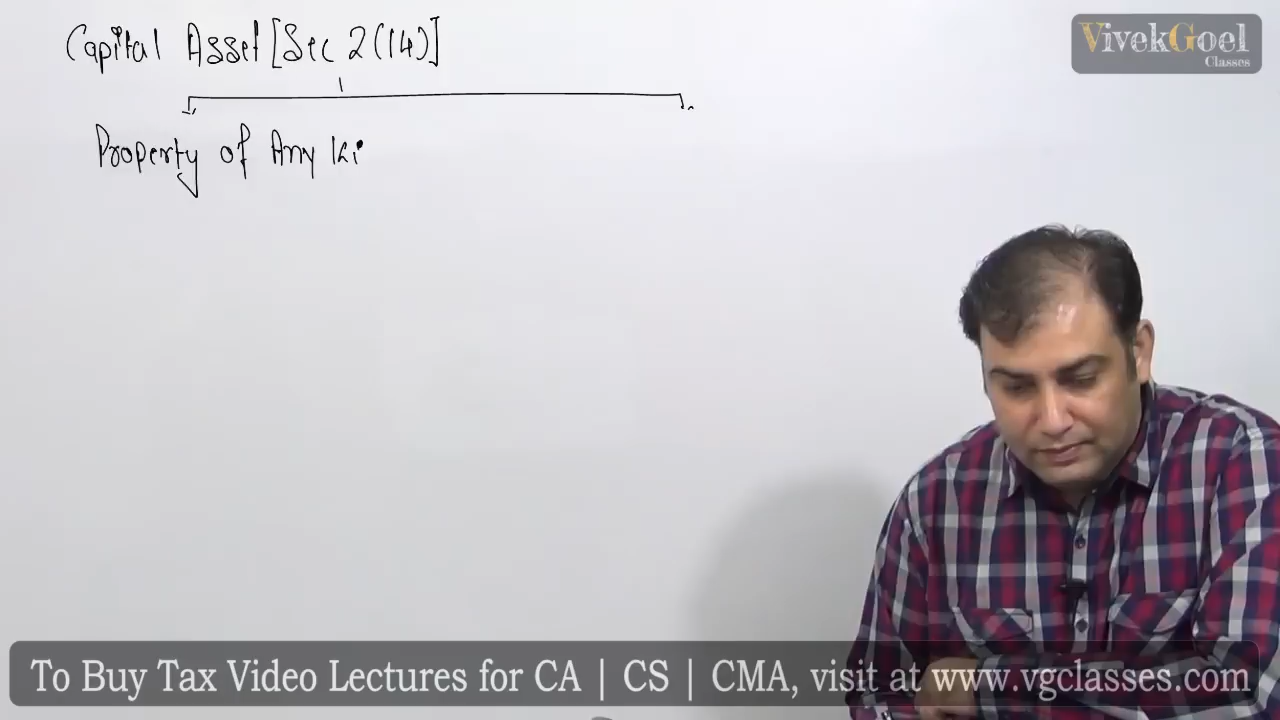 Capital Asset [Sec 2(14)]
VivekGoel
Classes
Property of Any Ki
To Buy Tax Video Lectures for CA | CS | CMA, visit at www.vgclasses.com